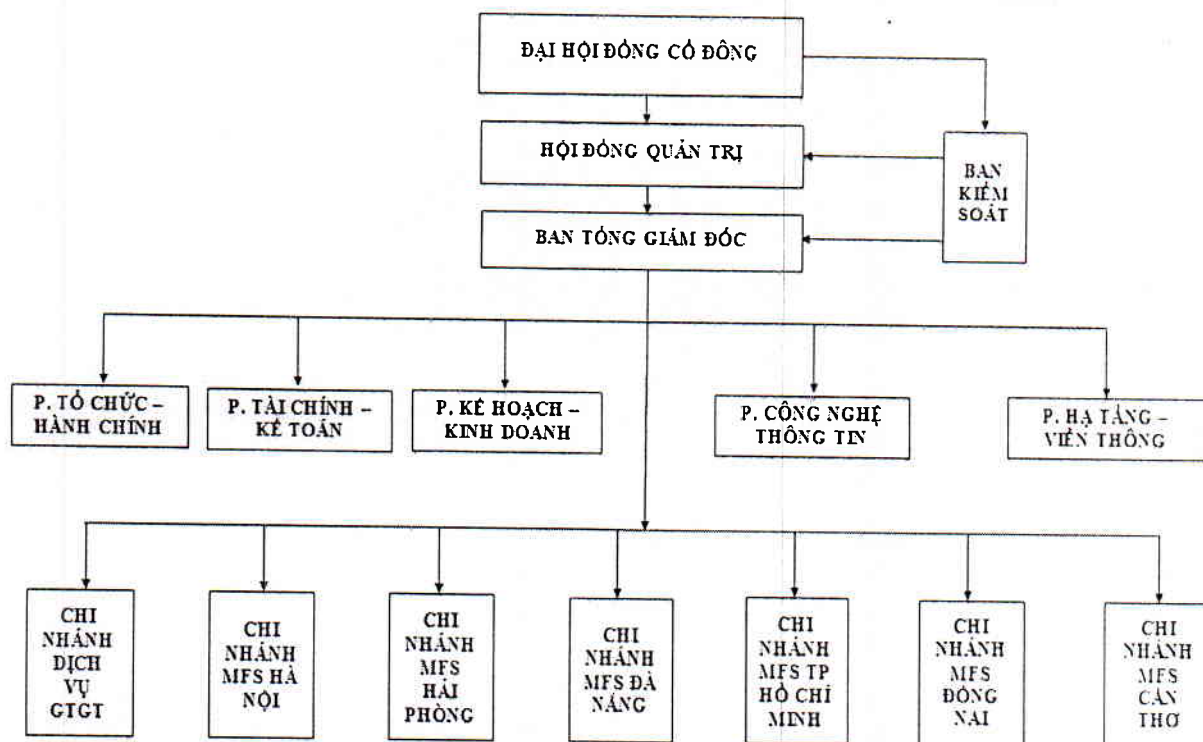 ĐẠI HỘI ĐỒNG CỔ ĐÔNG
HỘI ĐỒNG QUẢN TRỊ
BAN
KIỂM
SOÁT
BAN TỔNG GIÁM ĐỐC
P. TỔ CHỨC –
HÀNH CHÍNH
P. TÀI CHÍNH –
KẾ TOÁN
P. KẾ HOẠCH –
KINH DOANH
P. CÔNG NGHỆ
THÔNG TIN
P. HẠ TẦNG –
VIỄN THÔNG
CHI
NHÁNH
DỊCH
VỤ
GTGT
CHI
NHÁNH
MFS HÀ
NỘI
CHI
NHÁNH
MFS
HẢI
PHÒNG
CHI
NHÁNH
MFS ĐÀ
NẴNG
CHI
NHÁNH
MFS TP
HỒ CHÍ
MINH
CHI
NHÁNH
MFS
ĐỒNG
NAI
CHI
NHÁNH
MFS
CẦN
THƠ